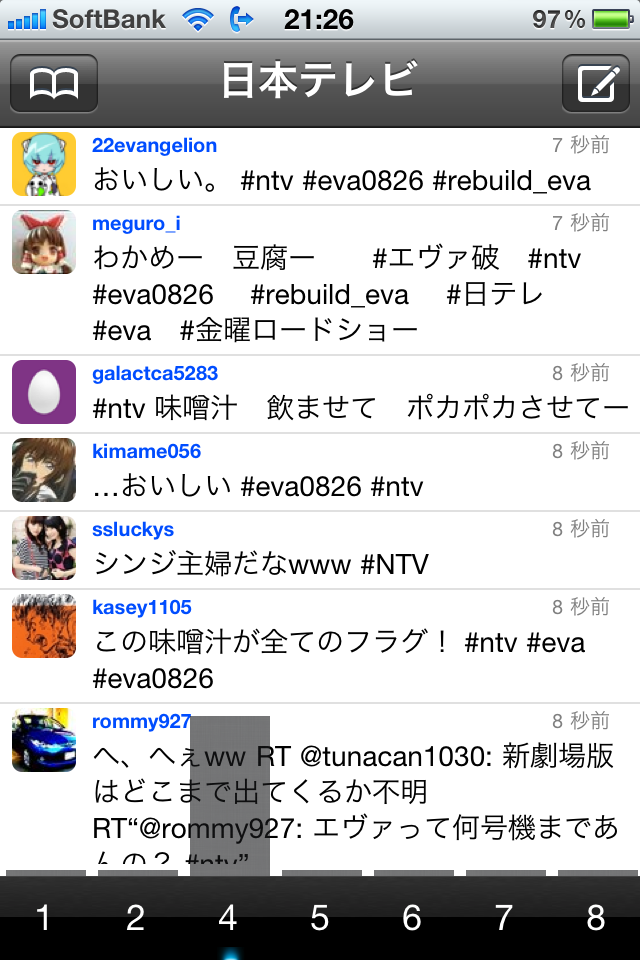 SoftBank 21:26 97%
日本テレビ
22evangelion 7 秒前
おいしい。 #ntv #eva0826 #rebuild_eva
meguro_i 7 秒前
わかめー　豆腐ー　　#エヴァ破　#ntv
#eva0826　#rebuild_eva　#日テレ
#eva　#金曜ロードショー
galactca5283 8 秒前
#ntv 味噌汁　飲ませて　ポカポカさせてー
kimame056 8 秒前
…おいしい #eva0826 #ntv
ssluckys 8 秒前
シンジ主婦だなwww #NTV
kasey1105 8 秒前
この味噌汁が全てのフラグ！ #ntv #eva
#eva0826
rommy927 8 秒前
へ、へぇww RT @tunacan1030: 新劇場版
はどこまで出てくるか不明
RT“@rommy927: エヴァって何号機まであ
んの？ #ntv”
1 2 4 5 6 7 8